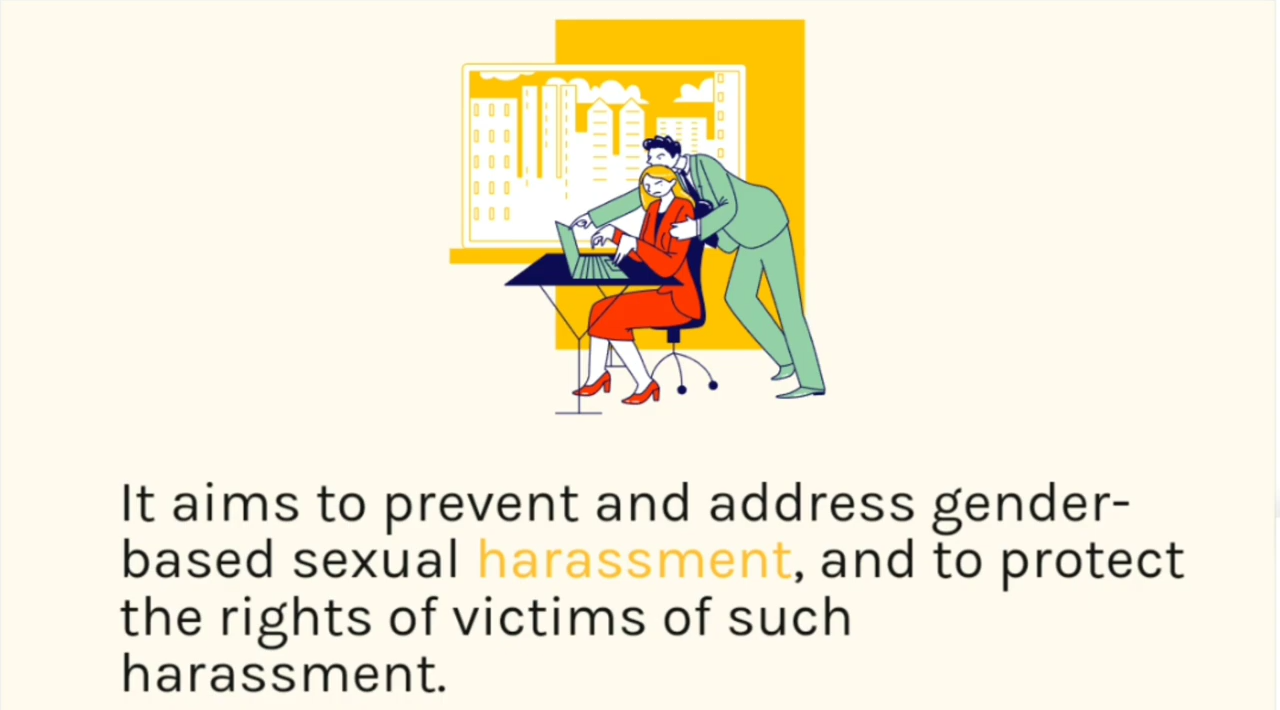 It aims to prevent and address gender-
based sexual harassment, and to protect
the rights of victims of such
harassment.